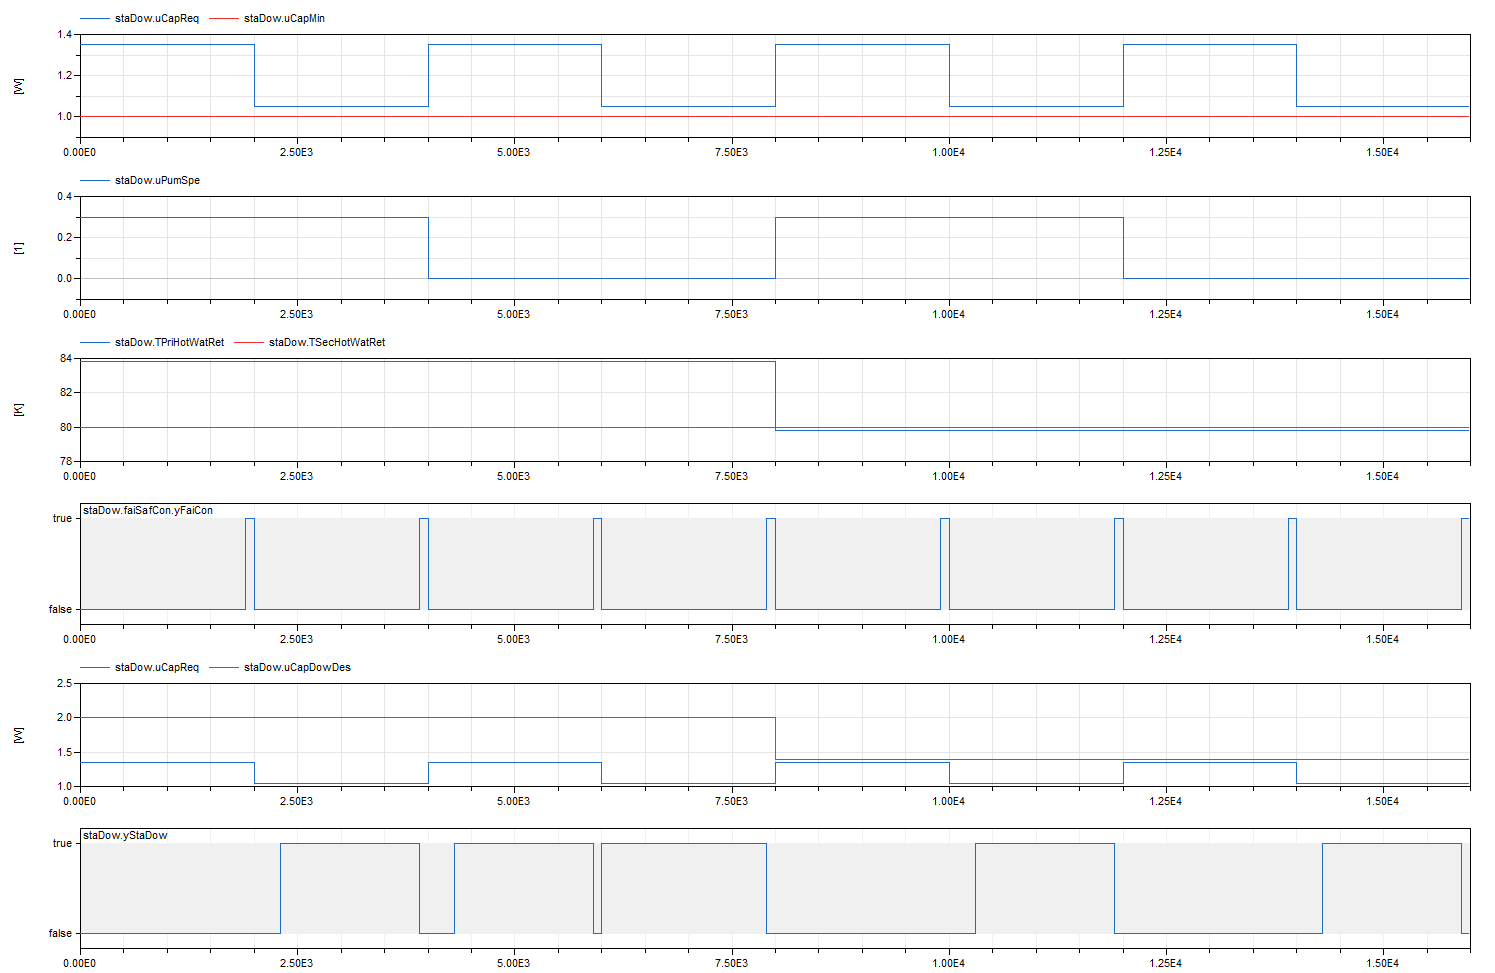 staDow.uCapReq staDow.uCapMin
1.4
1.2
1.0
[W]
0.00E0 2.50E3 5.00E3 7.50E3 1.00E4 1.25E4 1.50E4
staDow.uPumSpe
0.4
0.2
0.0
[1]
0.00E0 2.50E3 5.00E3 7.50E3 1.00E4 1.25E4 1.50E4
staDow.TPriHotWatRet staDow.TSecHotWatRet
84
82
80
78
[K]
0.00E0 2.50E3 5.00E3 7.50E3 1.00E4 1.25E4 1.50E4
staDow.faiSafCon.yFaiCon
true
false
0.00E0 2.50E3 5.00E3 7.50E3 1.00E4 1.25E4 1.50E4
staDow.uCapReq staDow.uCapDowDes
2.5
2.0
1.5
1.0
[W]
0.00E0 2.50E3 5.00E3 7.50E3 1.00E4 1.25E4 1.50E4
staDow.yStaDow
true
false
0.00E0 2.50E3 5.00E3 7.50E3 1.00E4 1.25E4 1.50E4